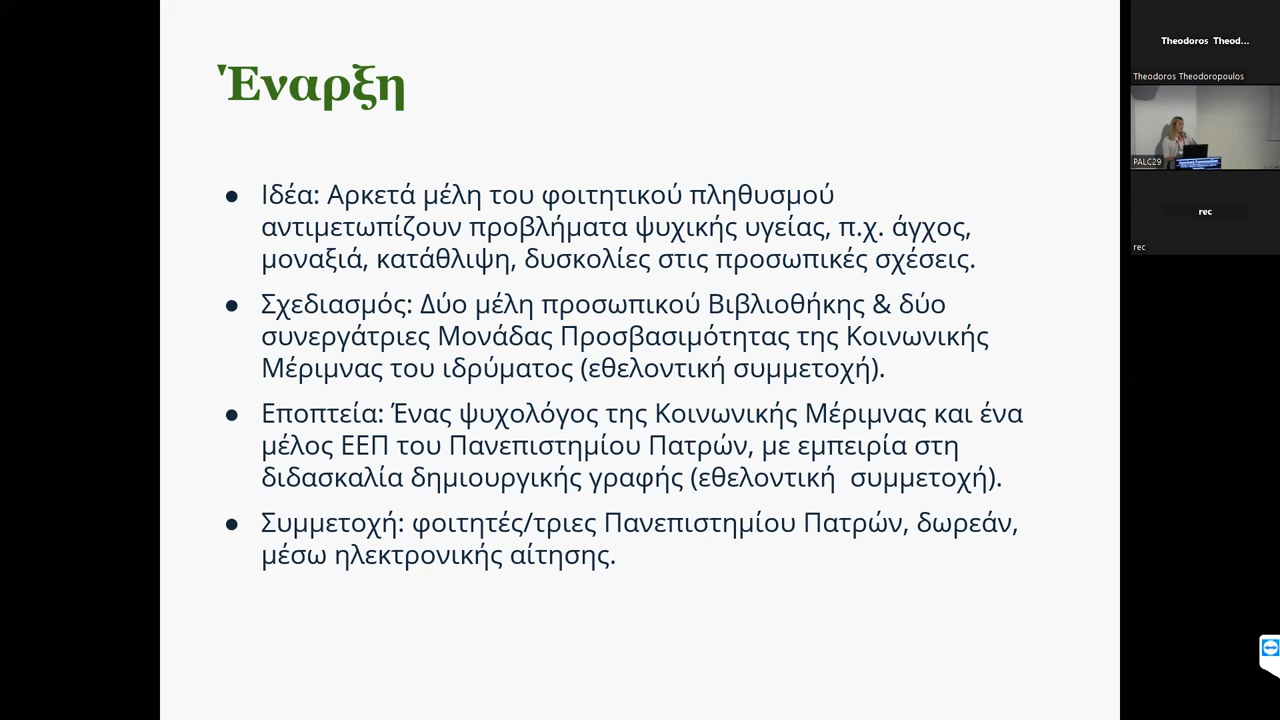 Έναρξη
● Ιδέα: Αρκετά μέλη του φοιτητικού πληθυσμού
αντιμετωπίζουν προβλήματα ψυχικής υγείας, π.χ. άγχος,
μοναξιά, κατάθλιψη, δυσκολίες στις προσωπικές σχέσεις.
● Σχεδιασμός: Δύο μέλη προσωπικού Βιβλιοθήκης & δύο
συνεργάτριες Μονάδας Προσβασιμότητας της Κοινωνικής
Μέριμνας του ιδρύματος (εθελοντική συμμετοχή).
● Εποπτεία: Ένας ψυχολόγος της Κοινωνικής Μέριμνας και ένα
μέλος ΕΕΠ του Πανεπιστημίου Πατρών, με εμπειρία στη
διδασκαλία δημιουργικής γραφής (εθελοντική  συμμετοχή).
● Συμμετοχή: φοιτητές/τριες Πανεπιστημίου Πατρών, δωρεάν,
μέσω ηλεκτρονικής αίτησης.
Theodoros Theod...
Theodoros Theodoropoulos
PALC29
rec
rec